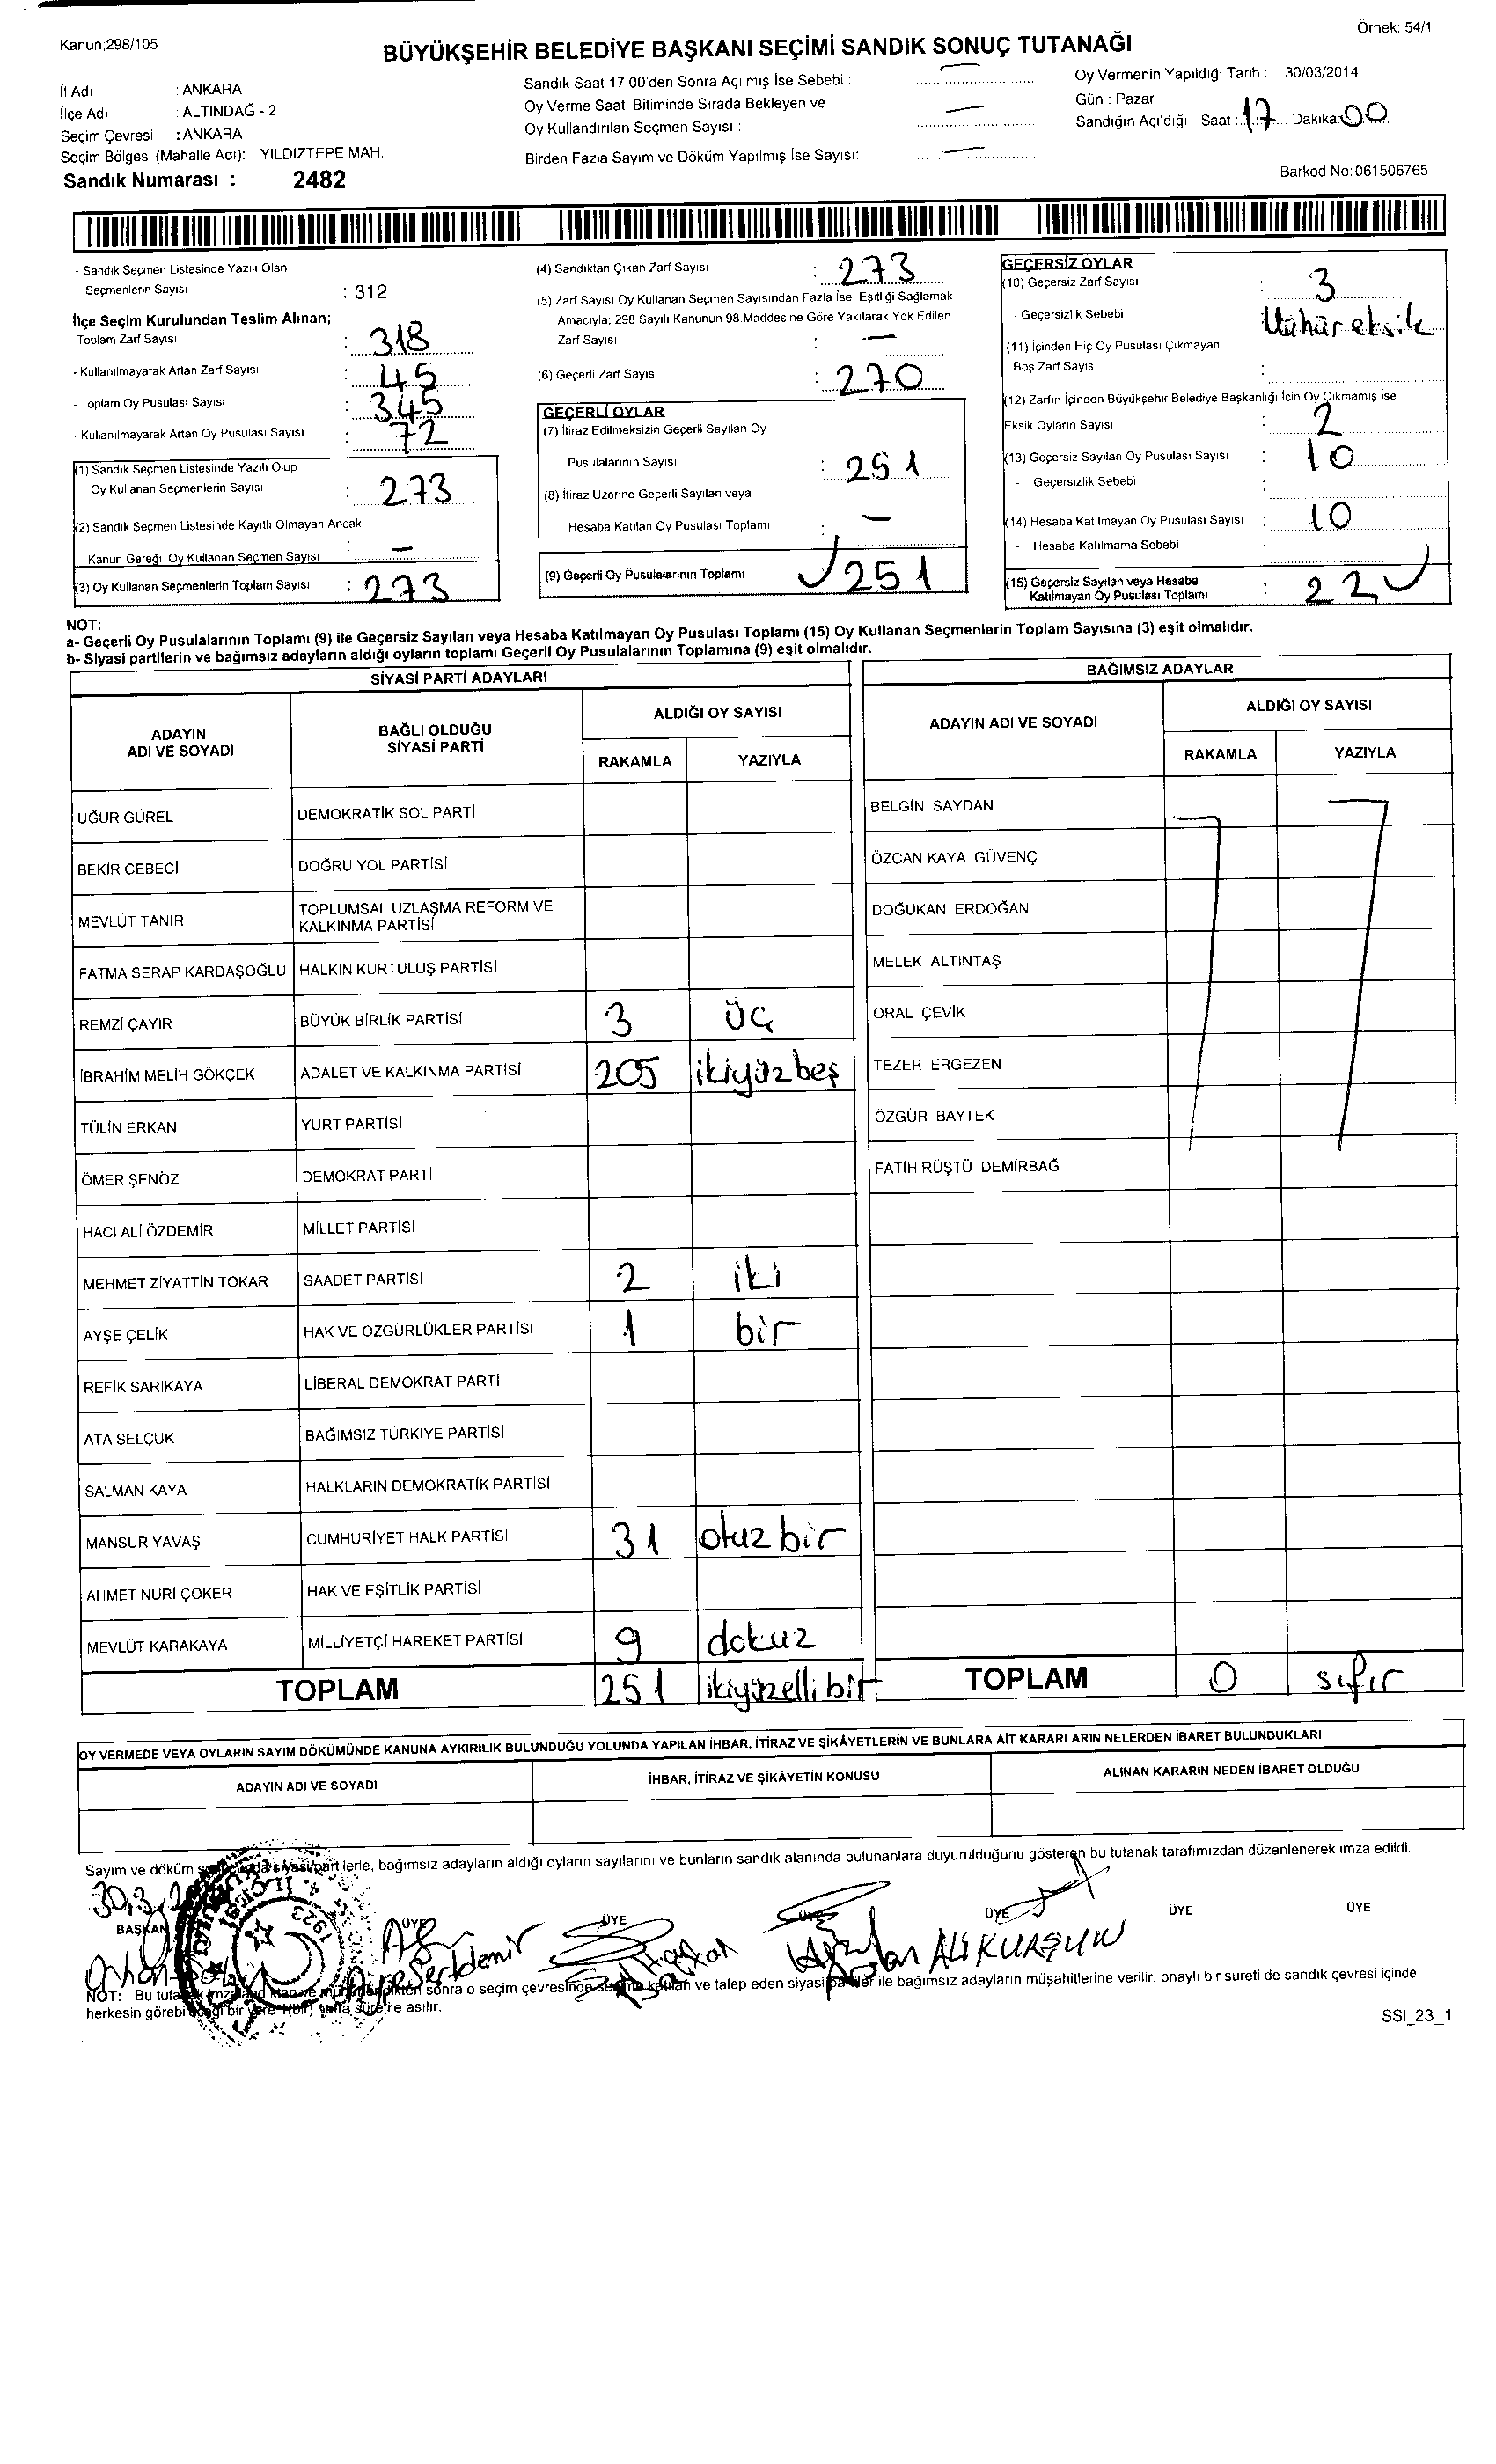 Kanun;298/105
Örnek: 54/1
BÜYÜKŞEHİR BELEDİYE BAŞKANI SEÇİMİ SANDIK SONUÇ TUTANAĞI
İl Adı : ANKARA
İlçe Adı : ALTINDAĞ - 2
Seçim Çevresi : ANKARA
Seçim Bölgesi (Mahalle Adı): YILDIZTEPE MAH.
Sandık Numarası : 2482
Sandık Saat 17.00'den Sonra Açılmış İse Sebebi :
Oy Verme Saati Bitiminde Sırada Bekleyen ve
Oy Kullandırılan Seçmen Sayısı :
Birden Fazla Sayım ve Döküm Yapılmış İse Sayısı:
Oy Vermenin Yapıldığı Tarih : 30/03/2014
Gün : Pazar
Sandığın Açıldığı Saat : 17 Dakika: 00
Barkod No:061506765
- Sandık Seçmen Listesinde Yazılı Olan
Seçmenlerin Sayısı : 312
İlçe Seçim Kurulundan Teslim Alınan;
-Toplam Zarf Sayısı : 318
- Kullanılmayarak Artan Zarf Sayısı : 45
- Toplam Oy Pusulası Sayısı : 345
- Kullanılmayarak Artan Oy Pusulası Sayısı : 72
(1) Sandık Seçmen Listesinde Yazılı Olup
Oy Kullanan Seçmenlerin Sayısı : 273
(2) Sandık Seçmen Listesinde Kayıtlı Olmayan Ancak
Kanun Gereği Oy Kullanan Seçmen Sayısı : -
(3) Oy Kullanan Seçmenlerin Toplam Sayısı : 273
(4) Sandıktan Çıkan Zarf Sayısı : 273
(5) Zarf Sayısı Oy Kullanan Seçmen Sayısından Fazla İse, Eşitliği Sağlamak
Amacıyla; 298 Sayılı Kanunun 98.Maddesine Göre Yakılarak Yok Edilen
Zarf Sayısı : -
(6) Geçerli Zarf Sayısı : 270
GEÇERLİ OYLAR
(7) İtiraz Edilmeksizin Geçerli Sayılan Oy
Pusulalarının Sayısı : 251
(8) İtiraz Üzerine Geçerli Sayılan veya
Hesaba Katılan Oy Pusulası Toplamı : -
(9) Geçerli Oy Pusulalarının Toplamı : 251
GEÇERSİZ OYLAR
(10) Geçersiz Zarf Sayısı : 3
- Geçersizlik Sebebi Mühür eksik
(11) İçinden Hiç Oy Pusulası Çıkmayan
Boş Zarf Sayısı :
(12) Zarfın İçinden Büyükşehir Belediye Başkanlığı İçin Oy Çıkmamış İse
Eksik Oyların Sayısı : 2
(13) Geçersiz Sayılan Oy Pusulası Sayısı : 10
- Geçersizlik Sebebi :
(14) Hesaba Katılmayan Oy Pusulası Sayısı : 10
- Hesaba Katılmama Sebebi :
(15) Geçersiz Sayılan veya Hesaba
Katılmayan Oy Pusulası Toplamı : 22
NOT:
a- Geçerli Oy Pusulalarının Toplamı (9) ile Geçersiz Sayılan veya Hesaba Katılmayan Oy Pusulası Toplamı (15) Oy Kullanan Seçmenlerin Toplam Sayısına (3) eşit olmalıdır.
b- Siyasi partilerin ve bağımsız adayların aldığı oyların toplamı Geçerli Oy Pusulalarının Toplamına (9) eşit olmalıdır.
SİYASİ PARTİ ADAYLARI
ADAYIN ADI VE SOYADI BAĞLI OLDUĞU SİYASİ PARTİ ALDIĞI OY SAYISI
RAKAMLA YAZIYLA
UĞUR GÜREL DEMOKRATİK SOL PARTİ
BEKİR CEBECİ DOĞRU YOL PARTİSİ
MEVLÜT TANIR TOPLUMSAL UZLAŞMA REFORM VE KALKINMA PARTİSİ
FATMA SERAP KARDAŞOĞLU HALKIN KURTULUŞ PARTİSİ
REMZİ ÇAYIR BÜYÜK BİRLİK PARTİSİ 3 üç
İBRAHİM MELİH GÖKÇEK ADALET VE KALKINMA PARTİSİ 205 ikiyüzbeş
TÜLİN ERKAN YURT PARTİSİ
ÖMER ŞENÖZ DEMOKRAT PARTİ
HACI ALİ ÖZDEMİR MİLLET PARTİSİ
MEHMET ZİYATTİN TOKAR SAADET PARTİSİ 2 iki
AYŞE ÇELİK HAK VE ÖZGÜRLÜKLER PARTİSİ 1 bir
REFİK SARIKAYA LİBERAL DEMOKRAT PARTİ
ATA SELÇUK BAĞIMSIZ TÜRKİYE PARTİSİ
SALMAN KAYA HALKLARIN DEMOKRATİK PARTİSİ
MANSUR YAVAŞ CUMHURİYET HALK PARTİSİ 31 otuzbir
AHMET NURİ ÇOKER HAK VE EŞİTLİK PARTİSİ
MEVLÜT KARAKAYA MİLLİYETÇİ HAREKET PARTİSİ 9 dokuz
TOPLAM 251 ikiyüzellibir
BAĞIMSIZ ADAYLAR
ADAYIN ADI VE SOYADI ALDIĞI OY SAYISI
RAKAMLA YAZIYLA
BELGİN SAYDAN
ÖZCAN KAYA GÜVENÇ
DOĞUKAN ERDOĞAN
MELEK ALTINTAŞ
ORAL ÇEVİK
TEZER ERGEZEN
ÖZGÜR BAYTEK
FATİH RÜŞTÜ DEMİRBAĞ
TOPLAM 0 sıfır
OY VERMEDE VEYA OYLARIN SAYIM DÖKÜMÜNDE KANUNA AYKIRILIK BULUNDUĞU YOLUNDA YAPILAN İHBAR, İTİRAZ VE ŞİKÂYETLERİN VE BUNLARA AİT KARARLARIN NELERDEN İBARET BULUNDUKLARI
ADAYIN ADI VE SOYADI İHBAR, İTİRAZ VE ŞİKÂYETİN KONUSU ALINAN KARARIN NEDEN İBARET OLDUĞU
Sayım ve döküm siyasi partilerle, bağımsız adayların aldığı oyların sayılarını ve bunların sandık alanında bulunanlara duyurulduğunu gösteren bu tutanak tarafımızdan düzenlenerek imza edildi.
30.3.
BAŞKAN ÜYE ÜYE ÜYE ÜYE ÜYE
Orhan
Ayşe Sertdemir
ALİ KURŞUN
1923
NOT: Bu tutanak imzalandıktan ve mühürlendikten sonra o seçim çevresinde seçime katılan ve talep eden siyasi partiler ile bağımsız adayların müşahitlerine verilir, onaylı bir sureti de sandık çevresi içinde
herkesin görebileceği bir yere 1(bir) hafta süre ile asılır.
SSI_23_1